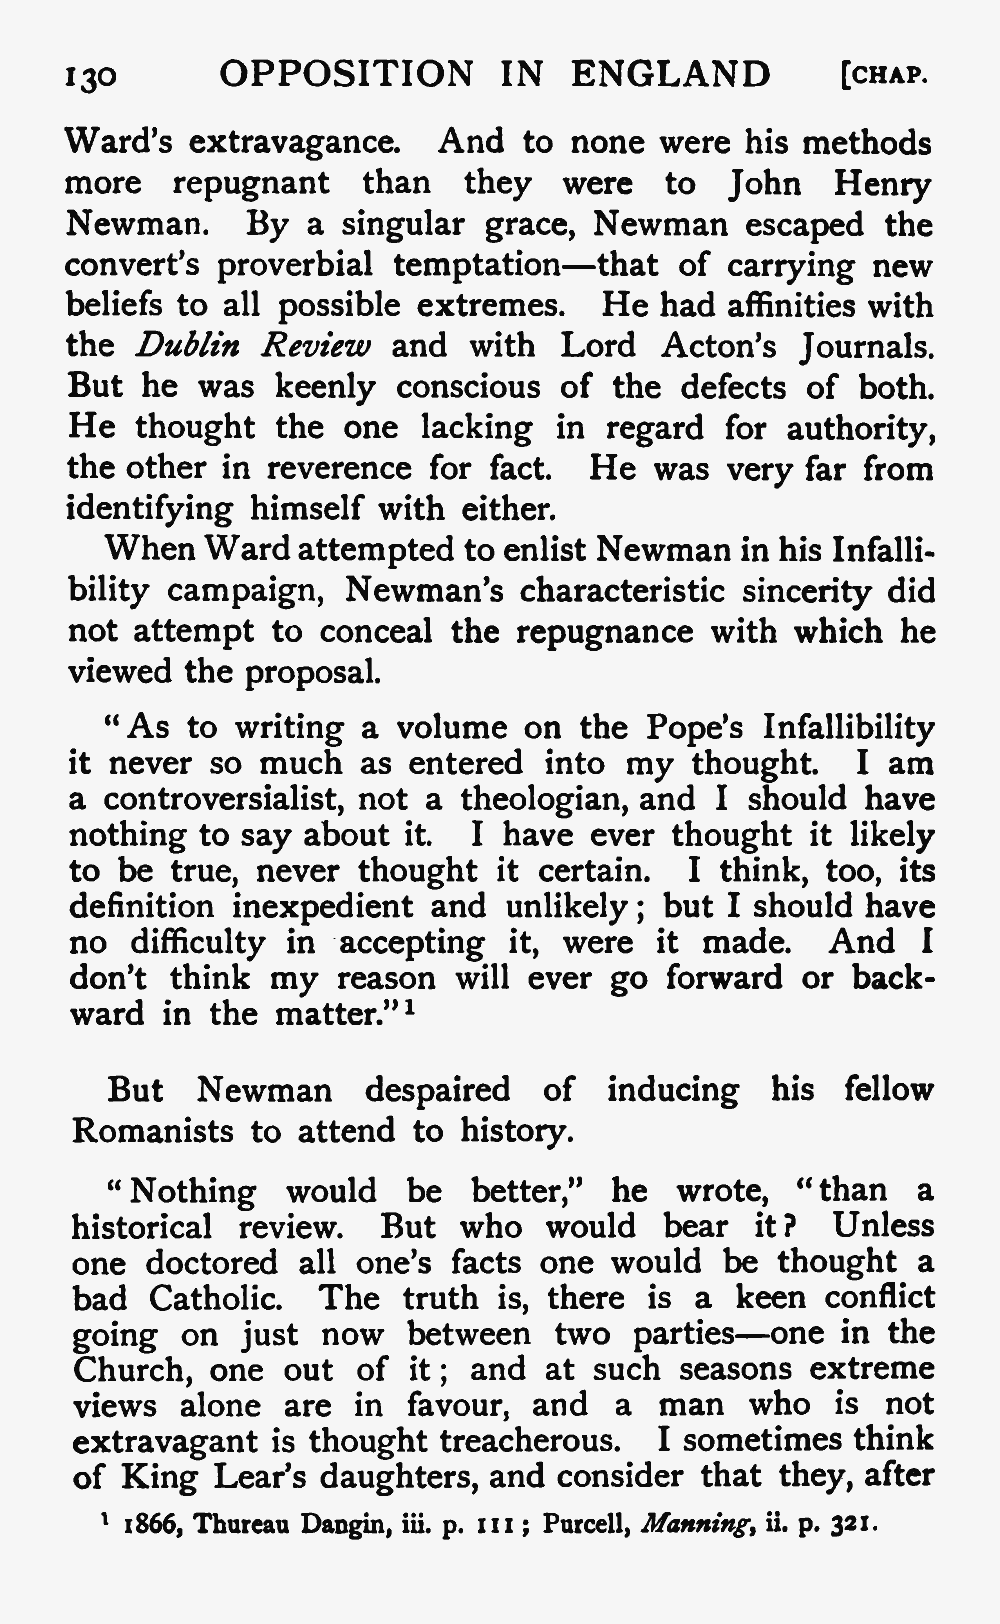 130 OPPOSITION IN ENGLAND [CHAP.
Ward's extravagance. And to none were his methods
more repugnant than they were to John Henry
Newman. By a singular grace, Newman escaped the
convert's proverbial temptation—that of carrying new
beliefs to all possible extremes. He had affinities with
the Dublin Review and with Lord Acton's Journals.
But he was keenly conscious of the defects of both.
He thought the one lacking in regard for authority,
the other in reverence for fact. He was very far from
identifying himself with either.
When Ward attempted to enlist Newman in his Infalli-
bility campaign, Newman's characteristic sincerity did
not attempt to conceal the repugnance with which he
viewed the proposal.
"As to writing a volume on the Pope's Infallibility
it never so much as entered into my thought. I am
a controversialist, not a theologian, and I should have
nothing to say about it. I have ever thought it likely
to be true, never thought it certain. I think, too, its
definition inexpedient and unlikely; but I should have
no difficulty in accepting it, were it made. And I
don't think my reason will ever go forward or back-
ward in the matter."¹
But Newman despaired of inducing his fellow
Romanists to attend to history.
"Nothing would be better," he wrote, "than a
historical review. But who would bear it? Unless
one doctored all one's facts one would be thought a
bad Catholic. The truth is, there is a keen conflict
going on just now between two parties—one in the
Church, one out of it; and at such seasons extreme
views alone are in favour, and a man who is not
extravagant is thought treacherous. I sometimes think
of King Lear's daughters, and consider that they, after
¹ 1866, Thureau Dangin, iii. p. 111; Purcell, Manning, ii. p. 321.